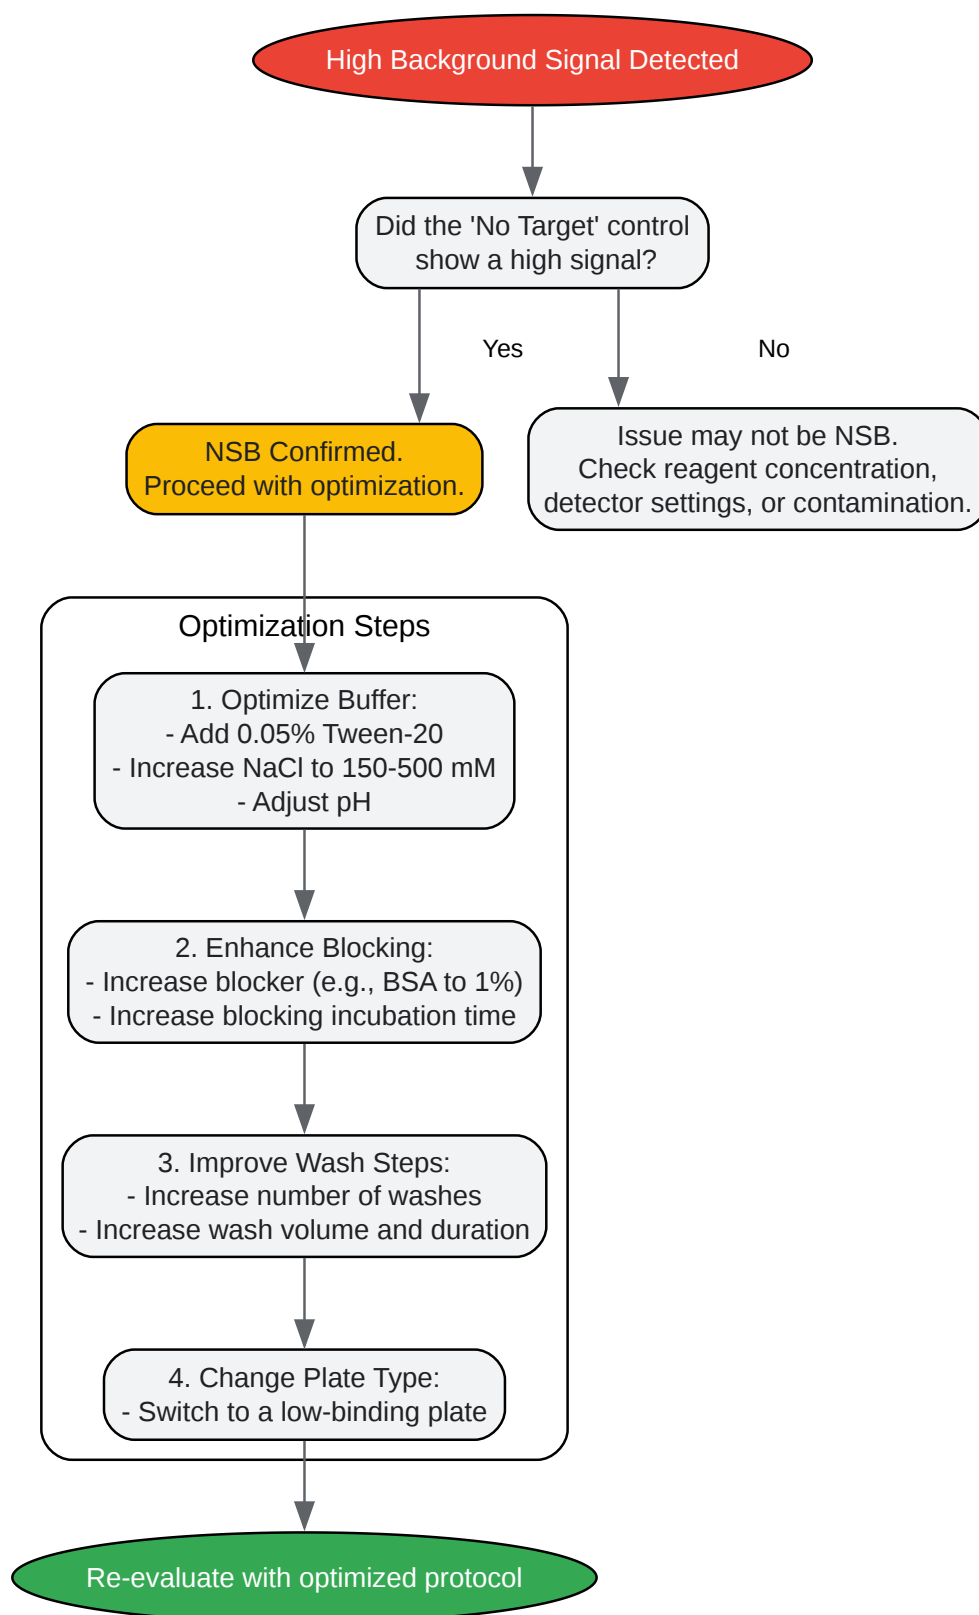 High Background Signal Detected
Did the 'No Target' control
show a high signal?
Yes
No
NSB Confirmed.
Proceed with optimization.
Issue may not be NSB.
Check reagent concentration,
detector settings, or contamination.
Optimization Steps
1. Optimize Buffer:
- Add 0.05% Tween-20
- Increase NaCl to 150-500 mM
- Adjust pH
2. Enhance Blocking:
- Increase blocker (e.g., BSA to 1%)
- Increase blocking incubation time
3. Improve Wash Steps:
- Increase number of washes
- Increase wash volume and duration
4. Change Plate Type:
- Switch to a low-binding plate
Re-evaluate with optimized protocol